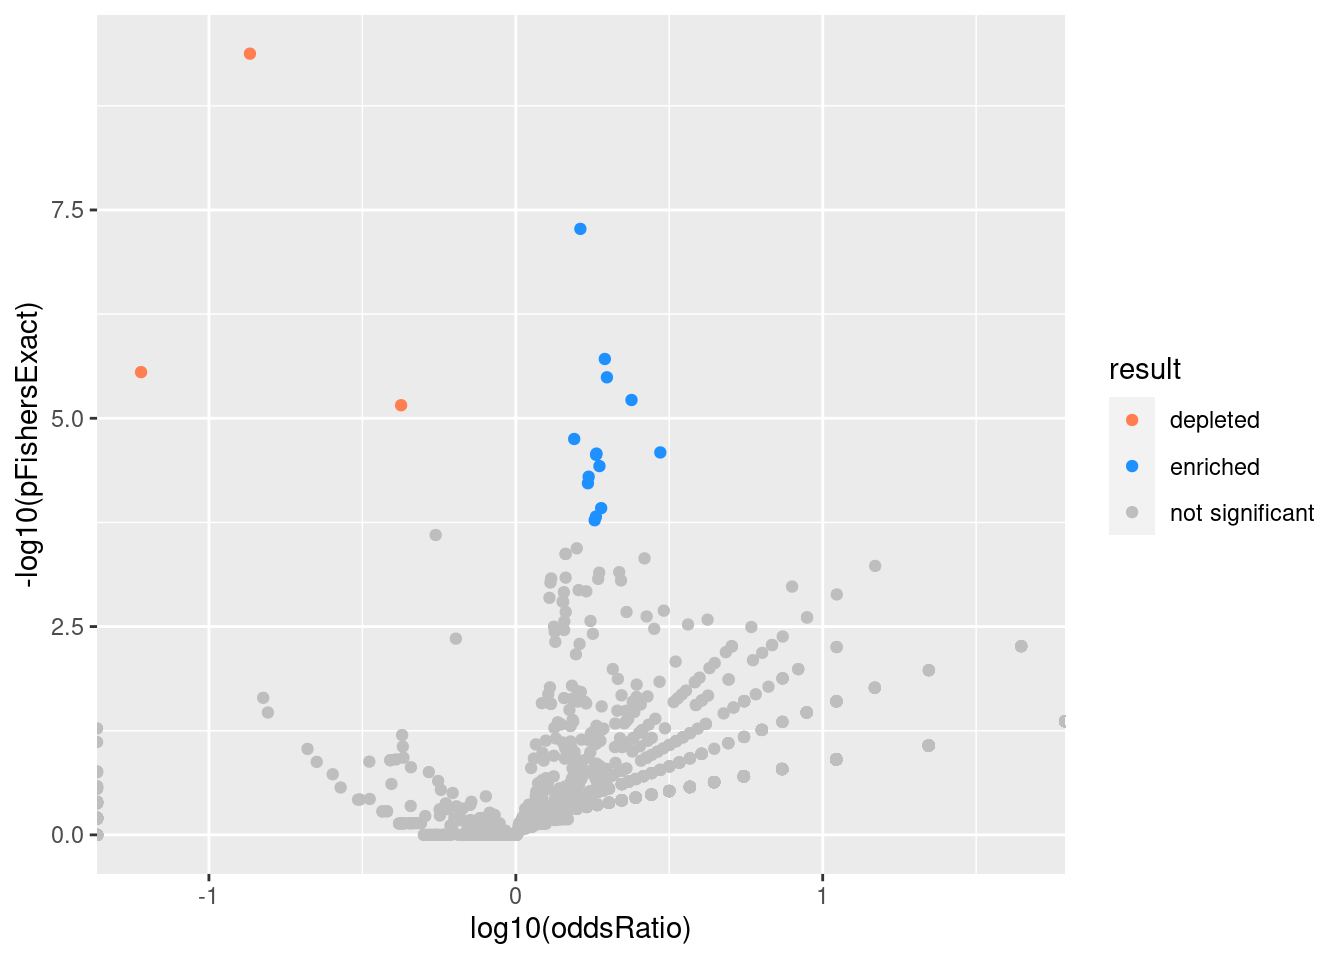 7.5
5.0
2.5
0.0
-1
0
1
log10(oddsRatio)
-log10(pFishersExact)
result
depleted
enriched
not significant